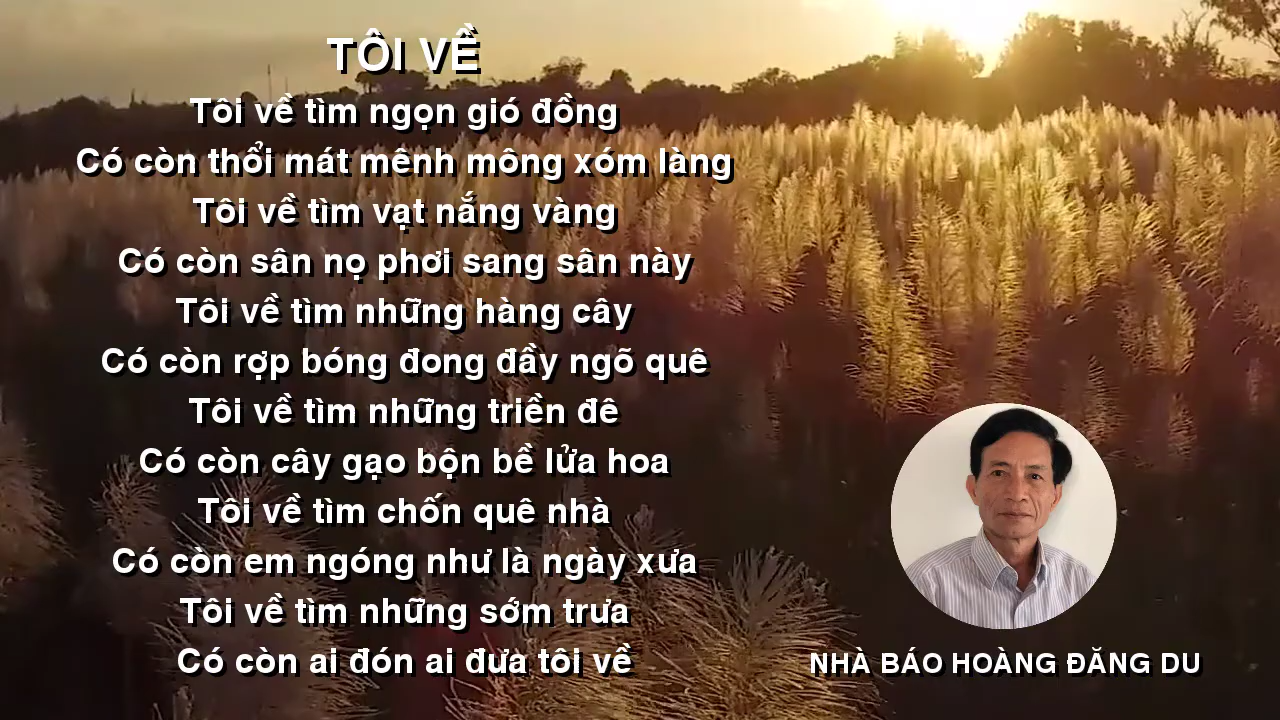 TÔI VỀ
Tôi về tìm ngọn gió đồng
Có còn thổi mát mênh mông xóm làng
Tôi về tìm vạt nắng vàng
Có còn sân nọ phơi sang sân này
Tôi về tìm những hàng cây
Có còn rợp bóng đong đầy ngõ quê
Tôi về tìm những triền đê
Có còn cây gạo bộn bề lửa hoa
Tôi về tìm chốn quê nhà
Có còn em ngóng như là ngày xưa
Tôi về tìm những sớm trưa
Có còn ai đón ai đưa tôi về
NHÀ BÁO HOÀNG ĐĂNG DU